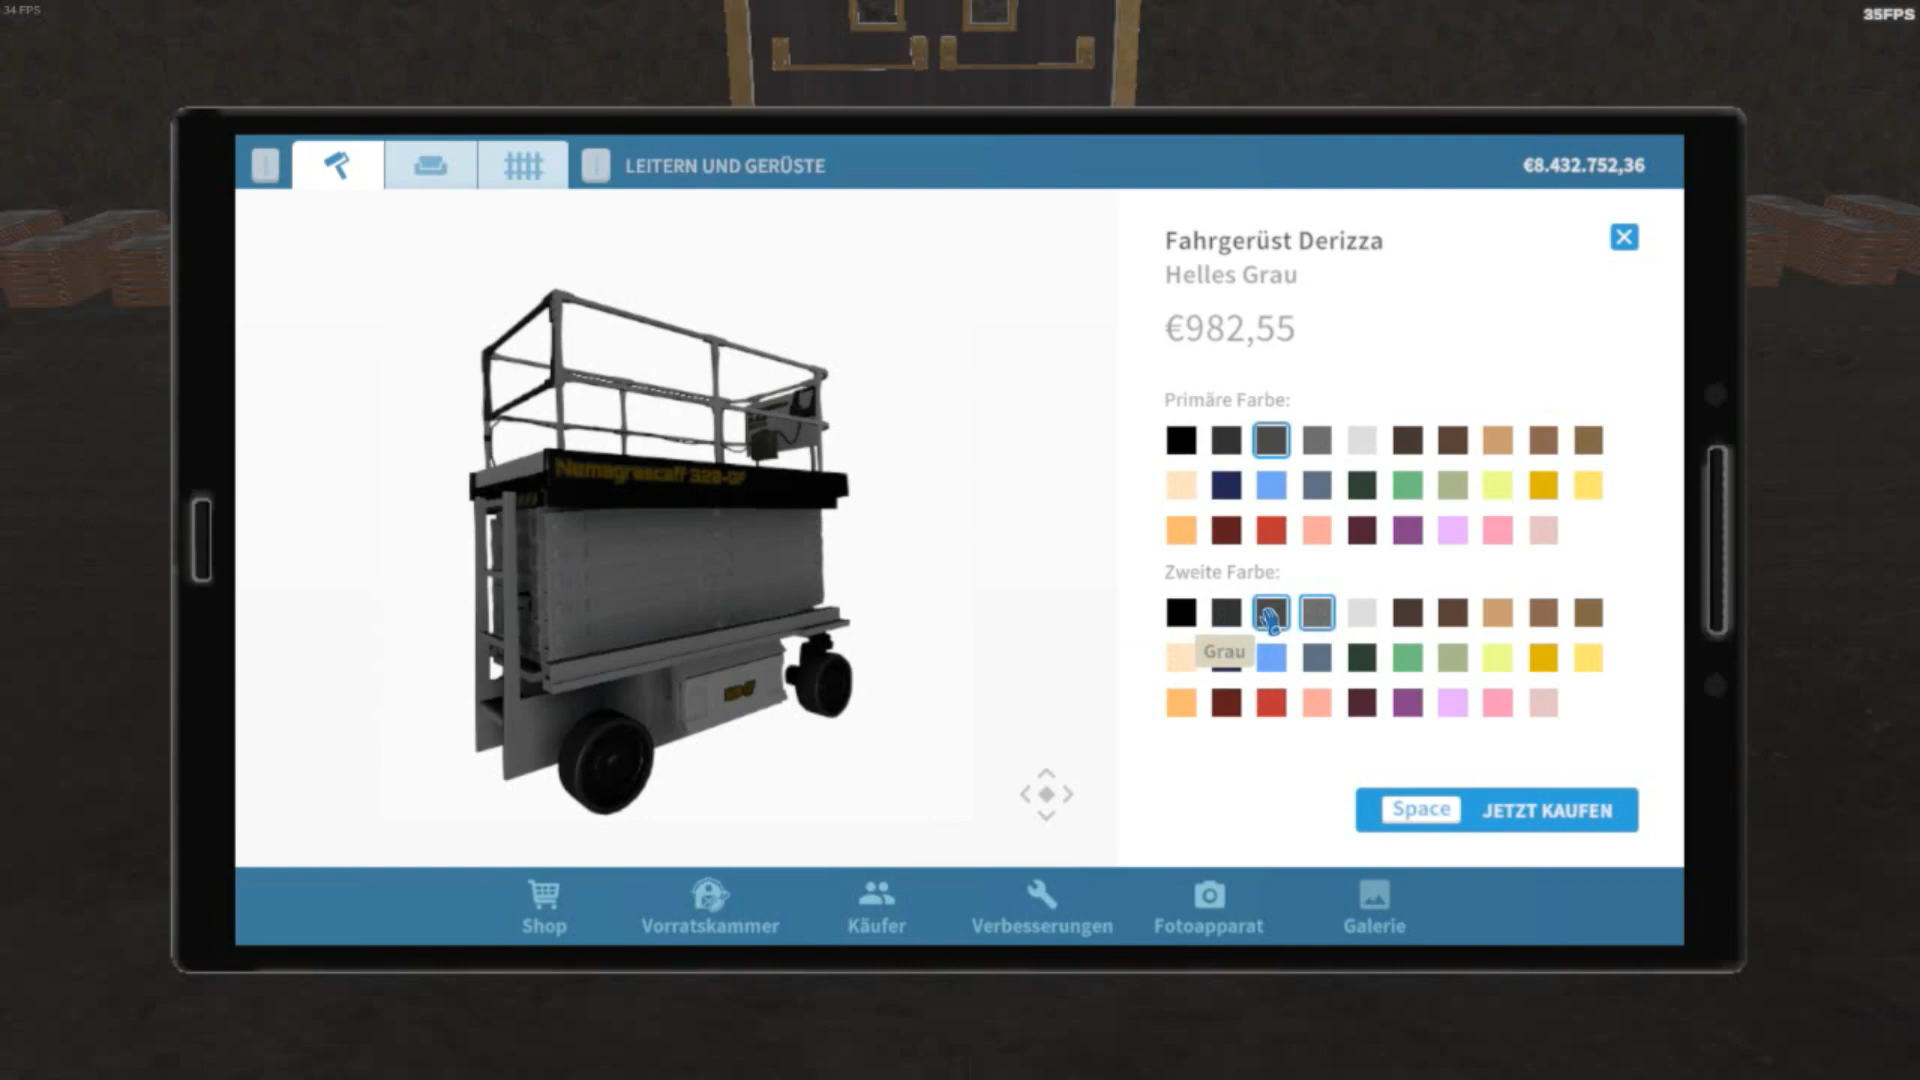 34 FPS
35FPS
LEITERN UND GERÜSTE
€8.432.752,36
Fahrgerüst Derizza
Helles Grau
€982,55
Primäre Farbe:
Zweite Farbe:
Grau
Space JETZT KAUFEN
Shop
Vorratskammer
Käufer
Verbesserungen
Fotoapparat
Galerie